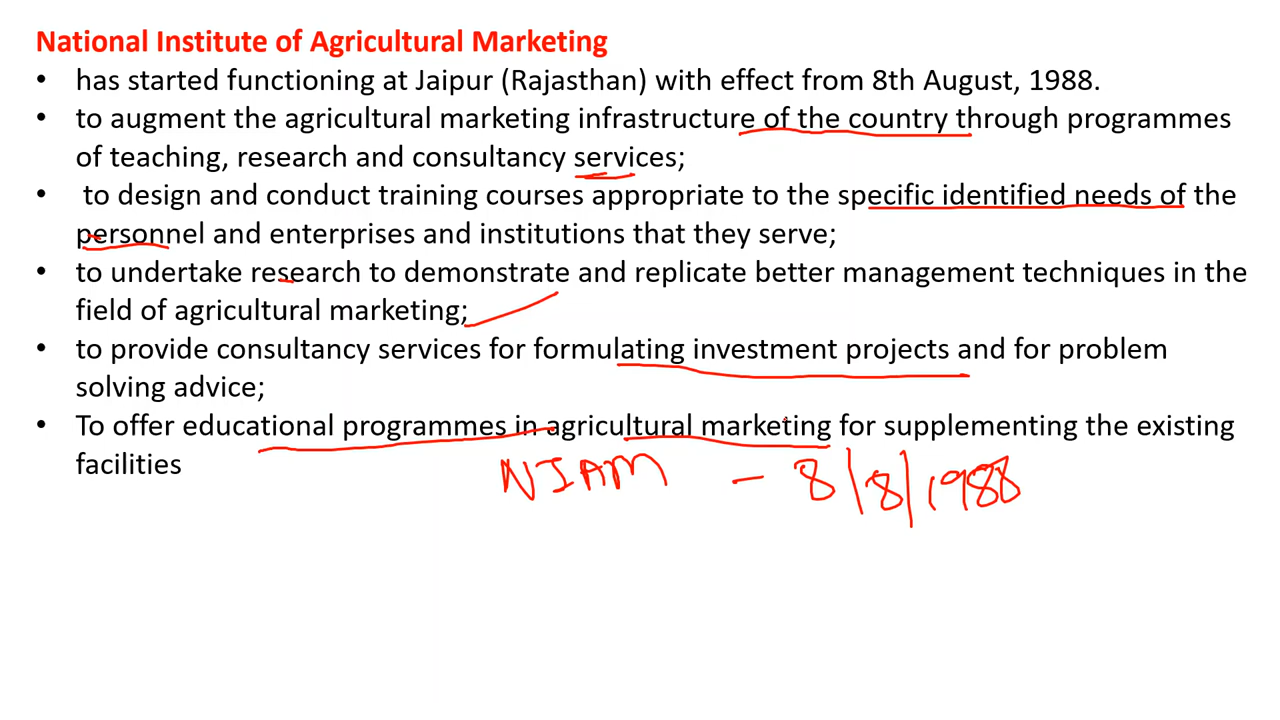 National Institute of Agricultural Marketing
• has started functioning at Jaipur (Rajasthan) with effect from 8th August, 1988.
• to augment the agricultural marketing infrastructure of the country through programmes
of teaching, research and consultancy services;
• to design and conduct training courses appropriate to the specific identified needs of the
personnel and enterprises and institutions that they serve;
• to undertake research to demonstrate and replicate better management techniques in the
field of agricultural marketing;
• to provide consultancy services for formulating investment projects and for problem
solving advice;
• To offer educational programmes in agricultural marketing for supplementing the existing
facilities
NIAM - 8/8/1988